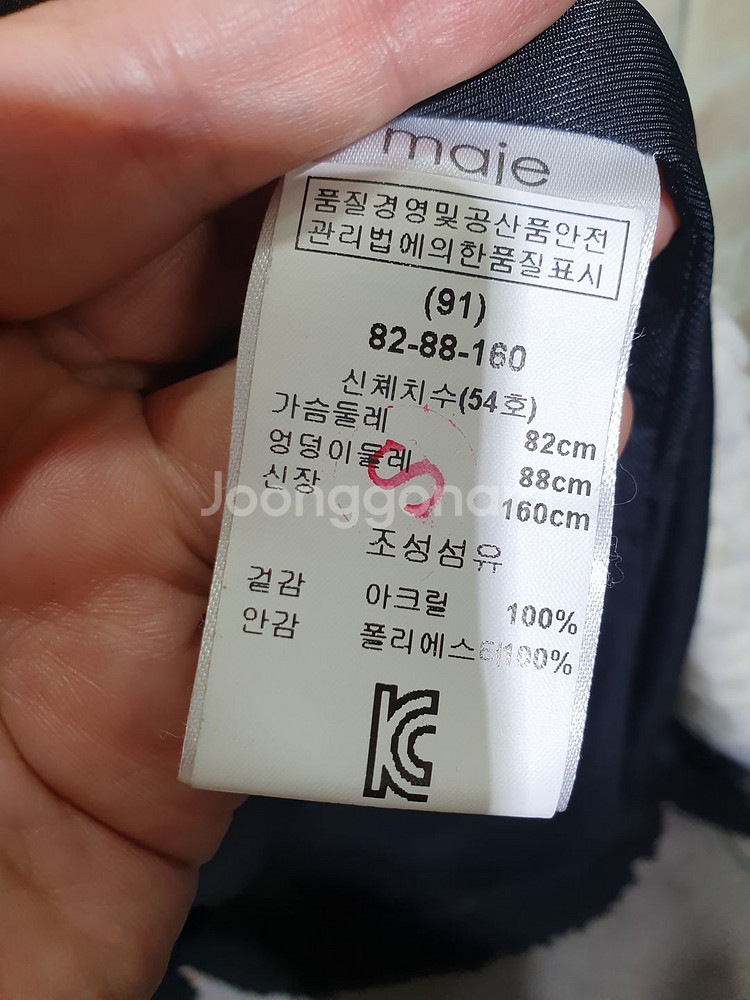 maje
품질경영및공산품안전
관리법에의한품질표시
(91)
82-88-160
신체치수(54호)
가슴둘레 82cm
엉덩이둘레 88cm
신장 160cm
S
조성섬유
겉감 아크릴 100%
안감 폴리에스터100%
KC